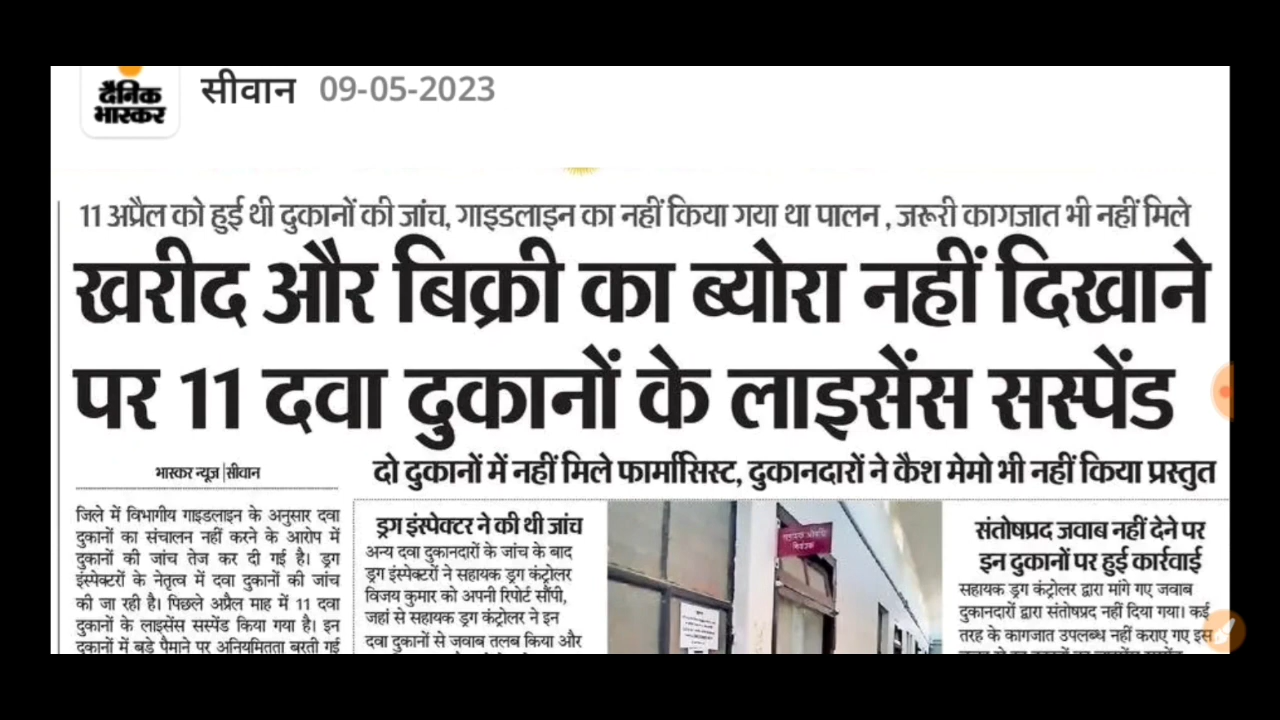 दैनिक
भास्कर
सीवान 09-05-2023
11 अप्रैल को हुई थी दुकानों की जांच, गाइडलाइन का नहीं किया गया था पालन, जरूरी कागजात भी नहीं मिले
खरीद और बिक्री का ब्योरा नहीं दिखाने
पर 11 दवा दुकानों के लाइसेंस सस्पेंड
दो दुकानों में नहीं मिले फार्मासिस्ट, दुकानदारों ने कैश मेमो भी नहीं किया प्रस्तुत
भास्कर न्यूज|सीवान
जिले में विभागीय गाइडलाइन के अनुसार दवा
दुकानों का संचालन नहीं करने के आरोप में
दुकानों की जांच तेज कर दी गई है। ड्रग
इंस्पेक्टरों के नेतृत्व में दवा दुकानों की जांच
की जा रही है। पिछले अप्रैल माह में 11 दवा
दुकानों के लाइसेंस सस्पेंड किया गया है। इन
दुकानों में बड़े पैमाने पर अनियमितता बरती गई
ड्रग इंस्पेक्टर ने की थी जांच
अन्य दवा दुकानदारों के जांच के बाद
ड्रग इंस्पेक्टरों ने सहायक ड्रग कंट्रोलर
विजय कुमार को अपनी रिपोर्ट सौंपी,
जहां से सहायक ड्रग कंट्रोलर ने इन
दवा दुकानों से जवाब तलब किया और
सहायक औषधि
नियंत्रक
संतोषप्रद जवाब नहीं देने पर
इन दुकानों पर हुई कार्रवाई
सहायक ड्रग कंट्रोलर द्वारा मांगे गए जवाब
दुकानदारों द्वारा संतोषप्रद नहीं दिया गया। कई
तरह के कागजात उपलब्ध नहीं कराए गए इस